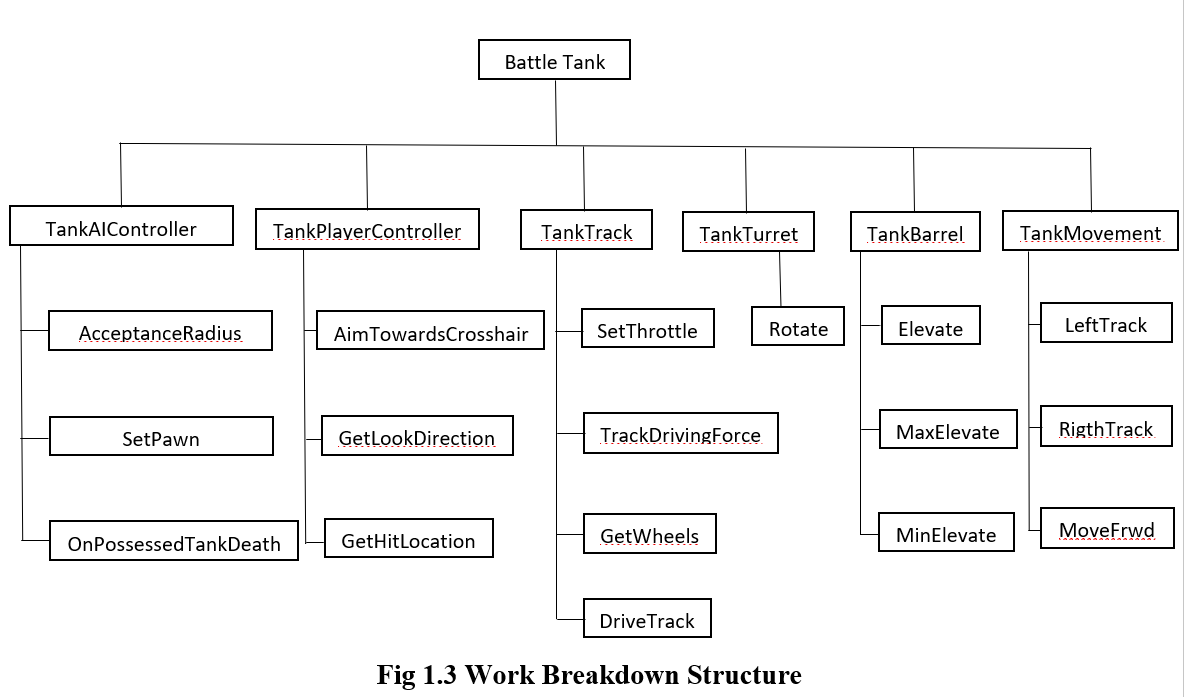 Battle Tank
TankAIController
TankPlayerController
TankTrack
TankTurret
TankBarrel
TankMovement
AcceptanceRadius
AimTowardsCrosshair
SetThrottle
Rotate
Elevate
LeftTrack
SetPawn
GetLookDirection
TrackDrivingForce
MaxElevate
RigthTrack
OnPossessedTankDeath
GetHitLocation
GetWheels
MinElevate
MoveFrwd
DriveTrack
Fig 1.3 Work Breakdown Structure